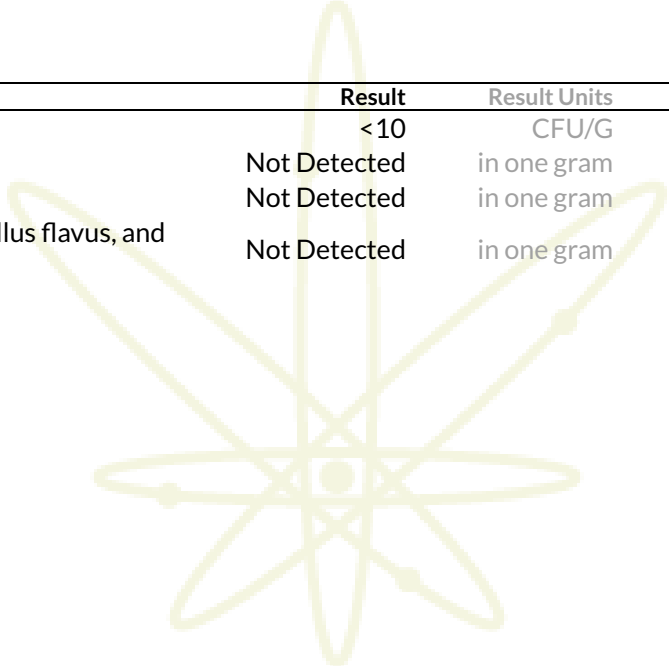 Result Result Units
<10 CFU/G
Not Detected in one gram
Not Detected in one gram
flavus, and
Not Detected in one gram